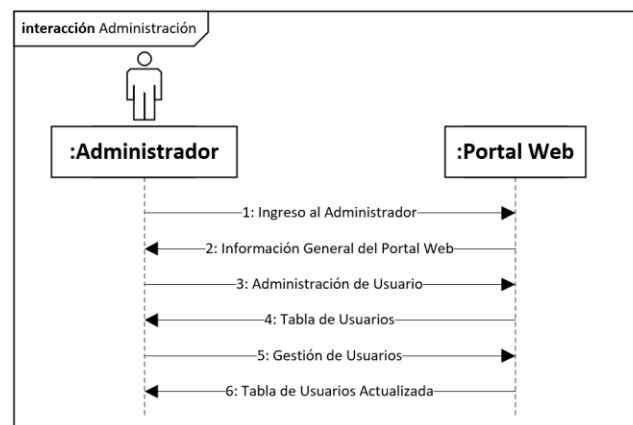 interacción Administración
:Administrador
:Portal Web
1: Ingreso al Administrador
2: Información General del Portal Web
3: Administración de Usuario
4: Tabla de Usuarios
5: Gestión de Usuarios
6: Tabla de Usuarios Actualizada